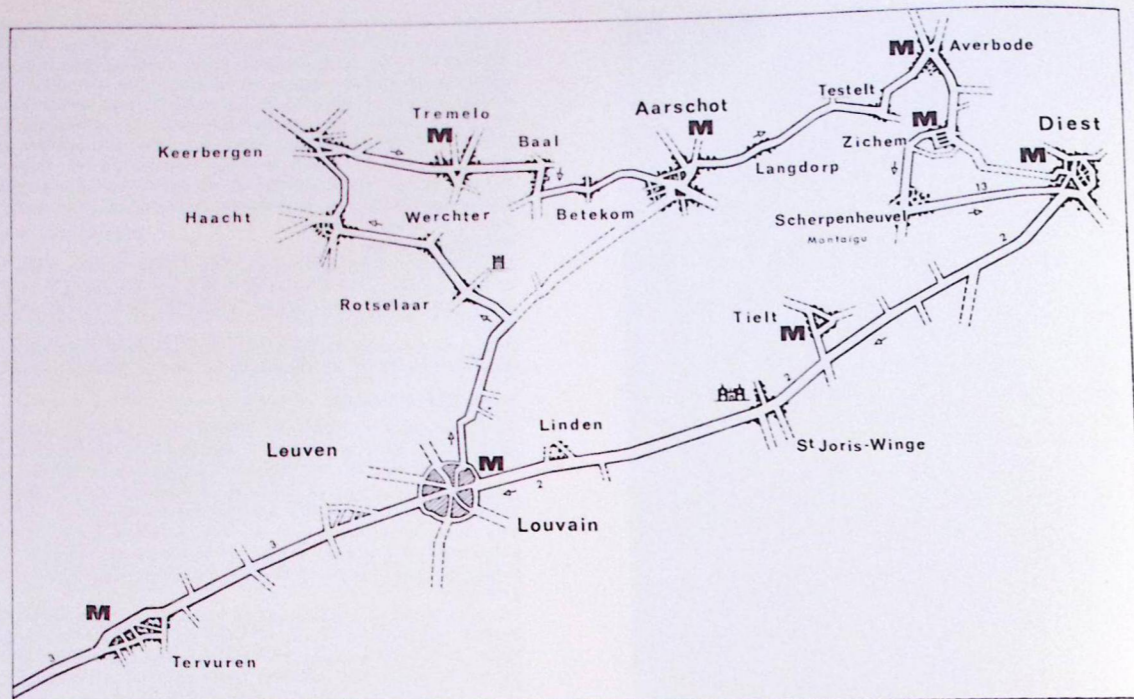 M Averbode
Testelt
Aarschot
M
Tremelo
M
M
Diest
Baal
Zichem
M
Keerbergen
Langdorp
13
Haacht
Werchter
Betekom
Scherpenheuvel
Montaigu
2
Rotselaar
Tielt
M
2
Linden
Leuven
M
St Joris-Winge
2
Louvain
3
M
3
Tervuren